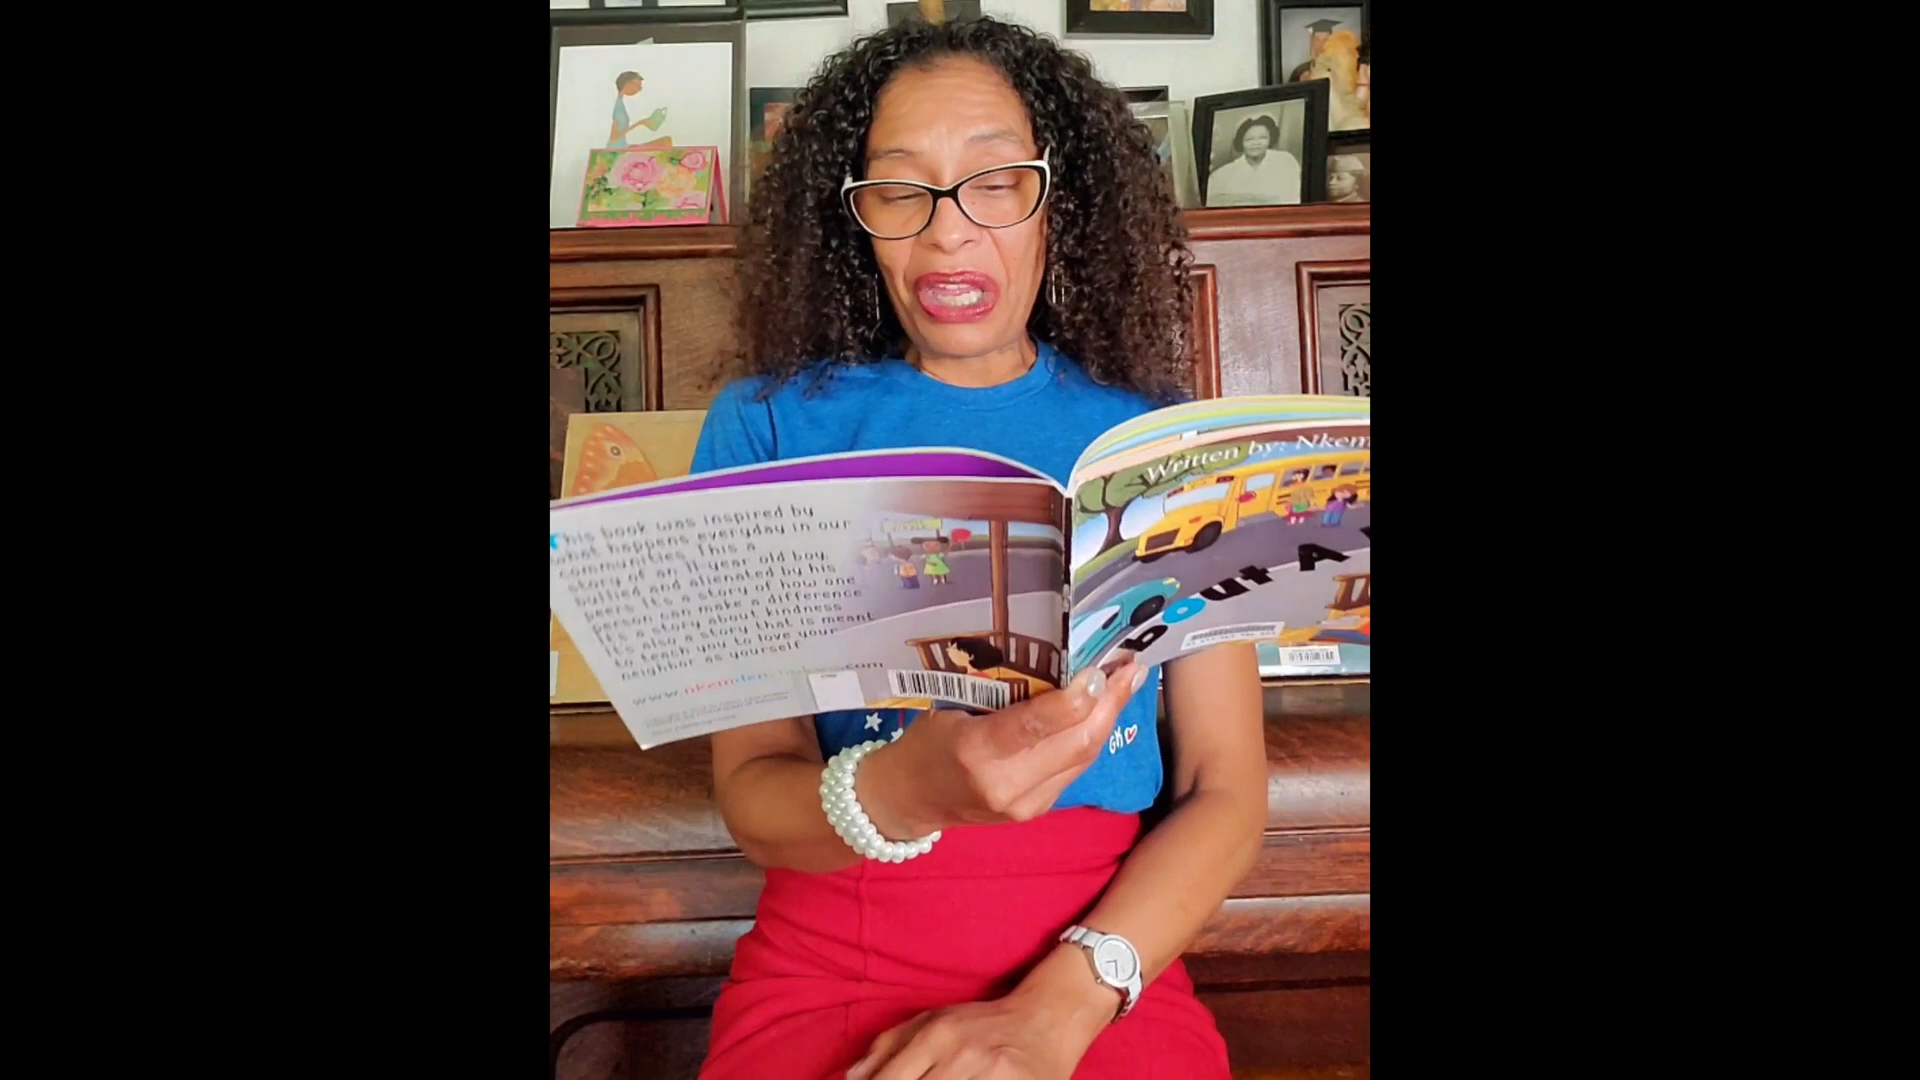 This book was inspired by
what happens everyday in our
communities. This a
story of an 11-year old boy,
bullied and alienated by his
peers It's a story of how one
person can make a difference
It's a story about kindness
It's also a story that is meant
to teach you to love your
neighbor as yourself
Written by: Nkem
bout A
GK